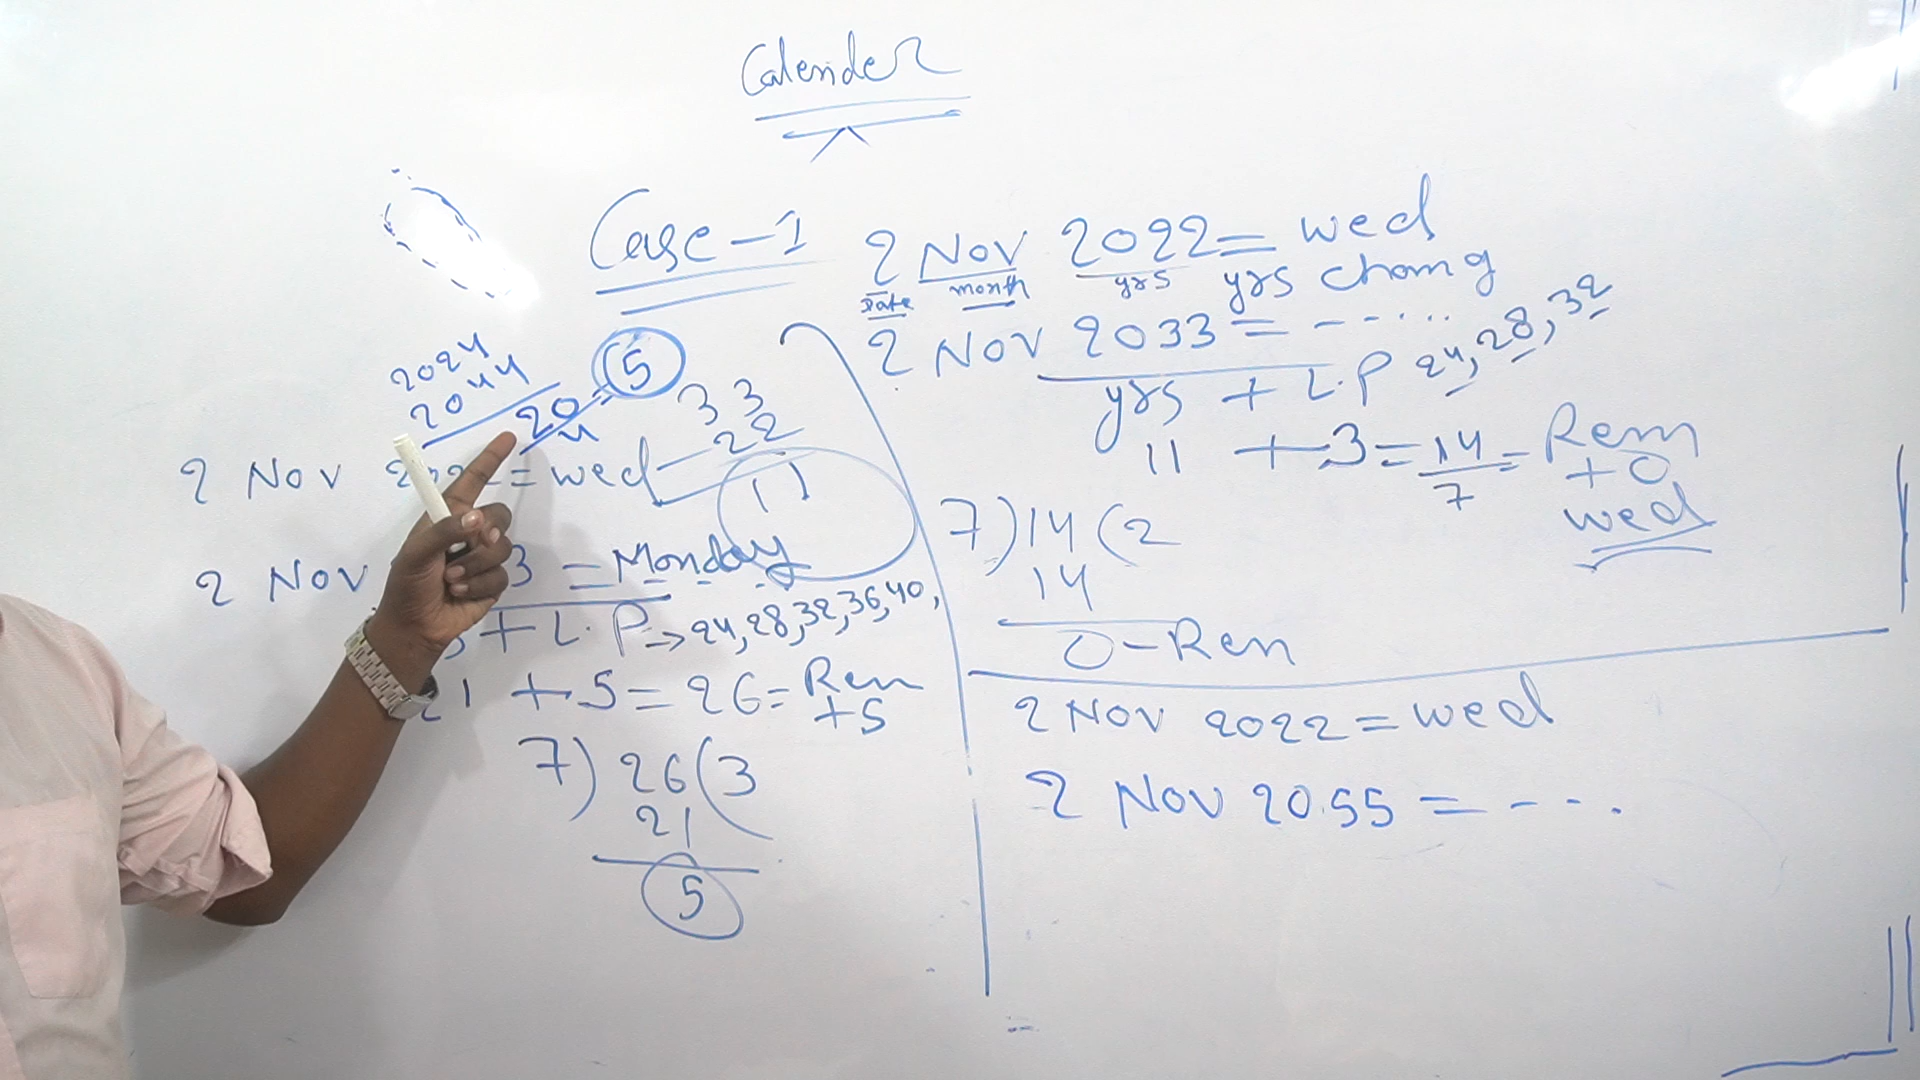 Calender
Case-1
2 Nov 2022 = wed
Date month yrs yrs chang
2 Nov 2033 = - - - - -
yrs + L.P 24, 28, 32
11 + 3 = 14/7 = Rem
+0
wed
7)14(2
14
0-Rem
2024
2044
20/4 = 5
33
22
11
2 Nov 2022 = wed
2 Nov 3 = Monday
+ L.P → 24, 28, 32, 36, 40,
21 + 5 = 26 = Rem
+5
7)26(3
21
5
2 Nov 2022 = wed
2 Nov 2055 = - - - .